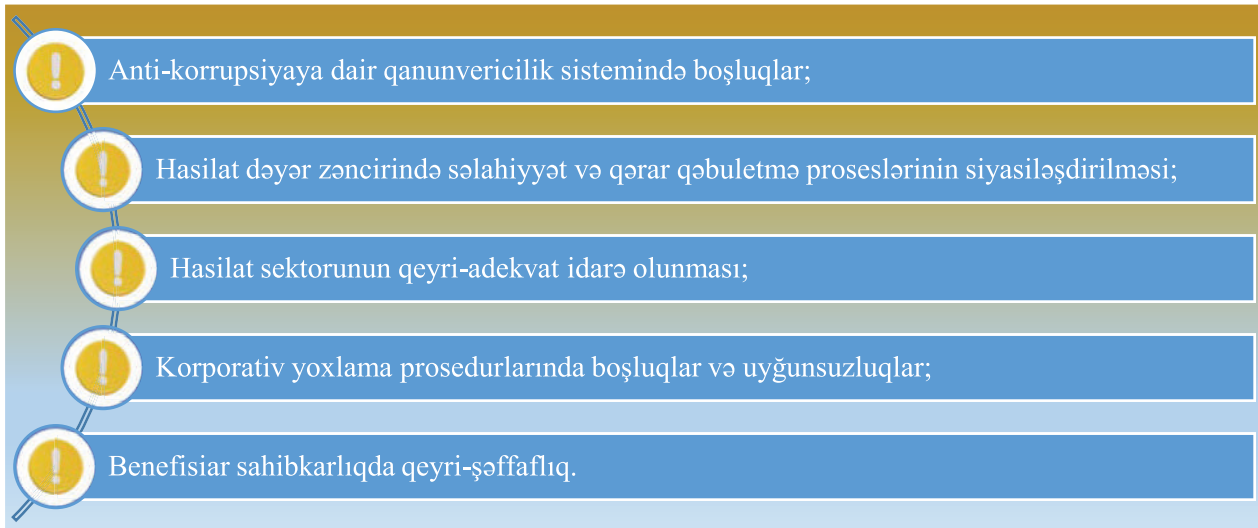 Anti-korrupsiyaya dair qanunvericilik sistemində boşluqlar;
Hasilat dəyər zəncirində səlahiyyət və qərar qəbuletmə proseslərinin siyasiləşdirilməsi;
Hasilat sektorunun qeyri-adekvat idarə olunması;
Korporativ yoxlama prosedurlarında boşluqlar və uyğunsuzluqlar;
Benefisiar sahibkarlıqda qeyri-şəffaflıq.